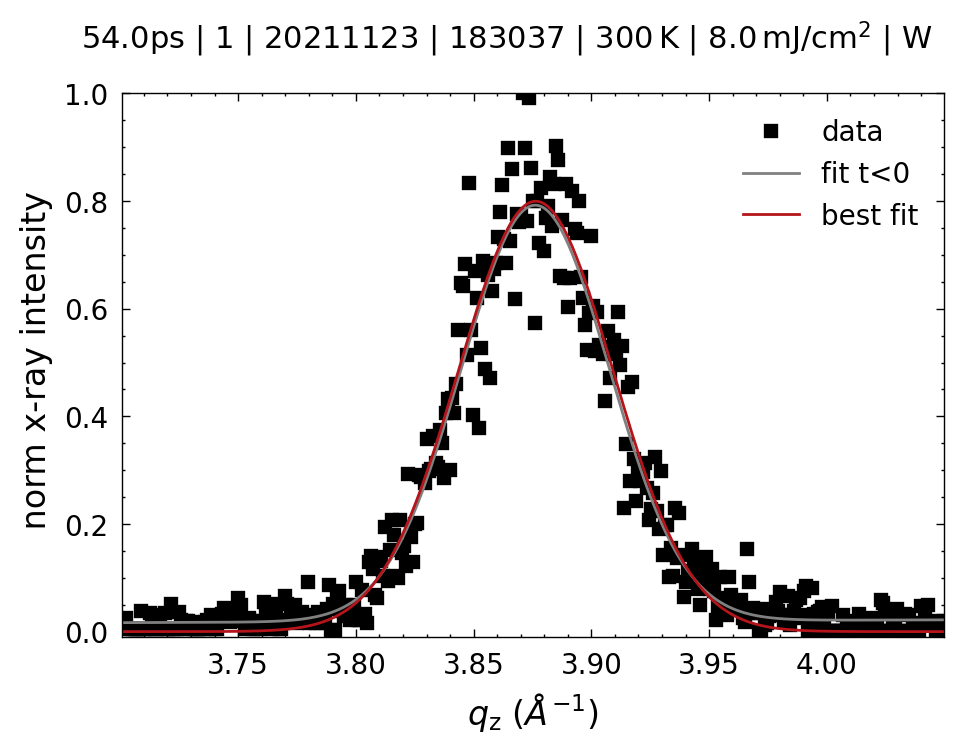 54.0ps | 1 | 20211123 | 183037 | 300 K | 8.0 mJ/cm² | W
1.0
0.8
0.6
0.4
0.2
0.0
norm x-ray intensity
data
fit t<0
best fit
3.75 3.80 3.85 3.90 3.95 4.00
q_z (Å⁻¹)